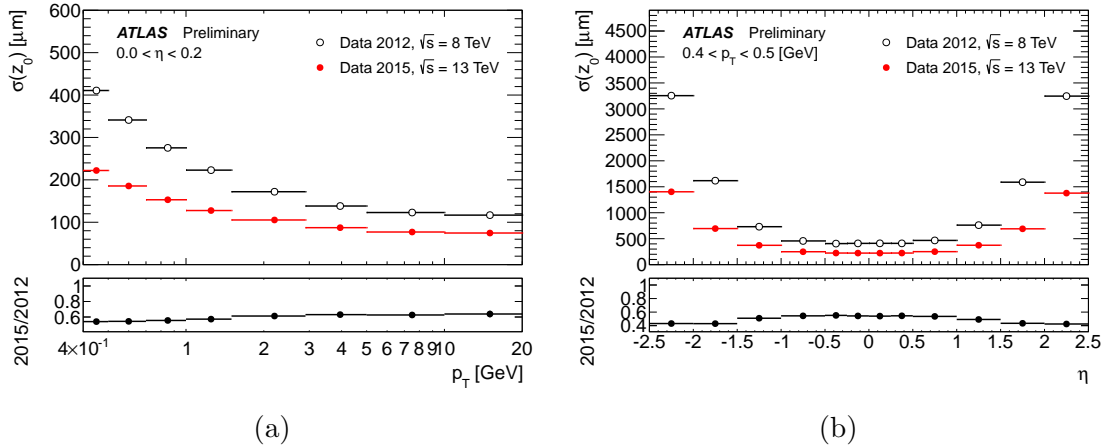 σ(z₀) [μm]
600
500
400
300
200
100
0
ATLAS Preliminary
0.0 < η < 0.2
Data 2012, √s = 8 TeV
Data 2015, √s = 13 TeV
2015/2012
1
0.8
0.6
4×10⁻¹ 1 2 3 4 5 6 7 8 9 10 20
p_T [GeV]
(a)
σ(z₀) [μm]
4500
4000
3500
3000
2500
2000
1500
1000
500
0
ATLAS Preliminary
0.4 < p_T < 0.5 [GeV]
Data 2012, √s = 8 TeV
Data 2015, √s = 13 TeV
2015/2012
1
0.8
0.6
0.4
-2.5 -2 -1.5 -1 -0.5 0 0.5 1 1.5 2 2.5
η
(b)